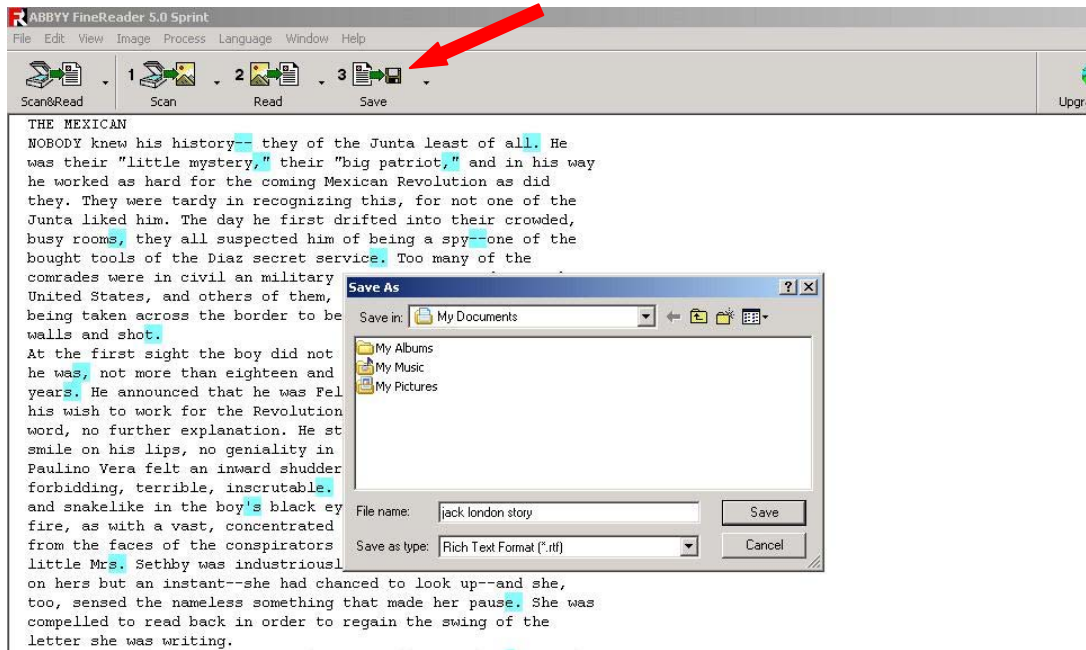 ABBYY FineReader 5.0 Sprint
File Edit View Image Process Language Window Help
1 2 3
Scan&Read Scan Read Save Upgr
THE MEXICAN
NOBODY knew his history-- they of the Junta least of all. He
was their "little mystery," their "big patriot," and in his way
he worked as hard for the coming Mexican Revolution as did
they. They were tardy in recognizing this, for not one of the
Junta liked him. The day he first drifted into their crowded,
busy rooms, they all suspected him of being a spy--one of the
bought tools of the Diaz secret service. Too many of the
comrades were in civil an military
United States, and others of them,
being taken across the border to be
walls and shot.
At the first sight the boy did not
he was, not more than eighteen and
years. He announced that he was Fel
his wish to work for the Revolution
word, no further explanation. He st
smile on his lips, no geniality in
Paulino Vera felt an inward shudder
forbidding, terrible, inscrutable.
and snakelike in the boy's black ey
fire, as with a vast, concentrated
from the faces of the conspirators
little Mrs. Sethby was industriousl
on hers but an instant--she had chanced to look up--and she,
too, sensed the nameless something that made her pause. She was
compelled to read back in order to regain the swing of the
letter she was writing.
Save As
Save in: My Documents
My Albums
My Music
My Pictures
File name: jack london story Save
Save as type: Rich Text Format (*.rtf) Cancel